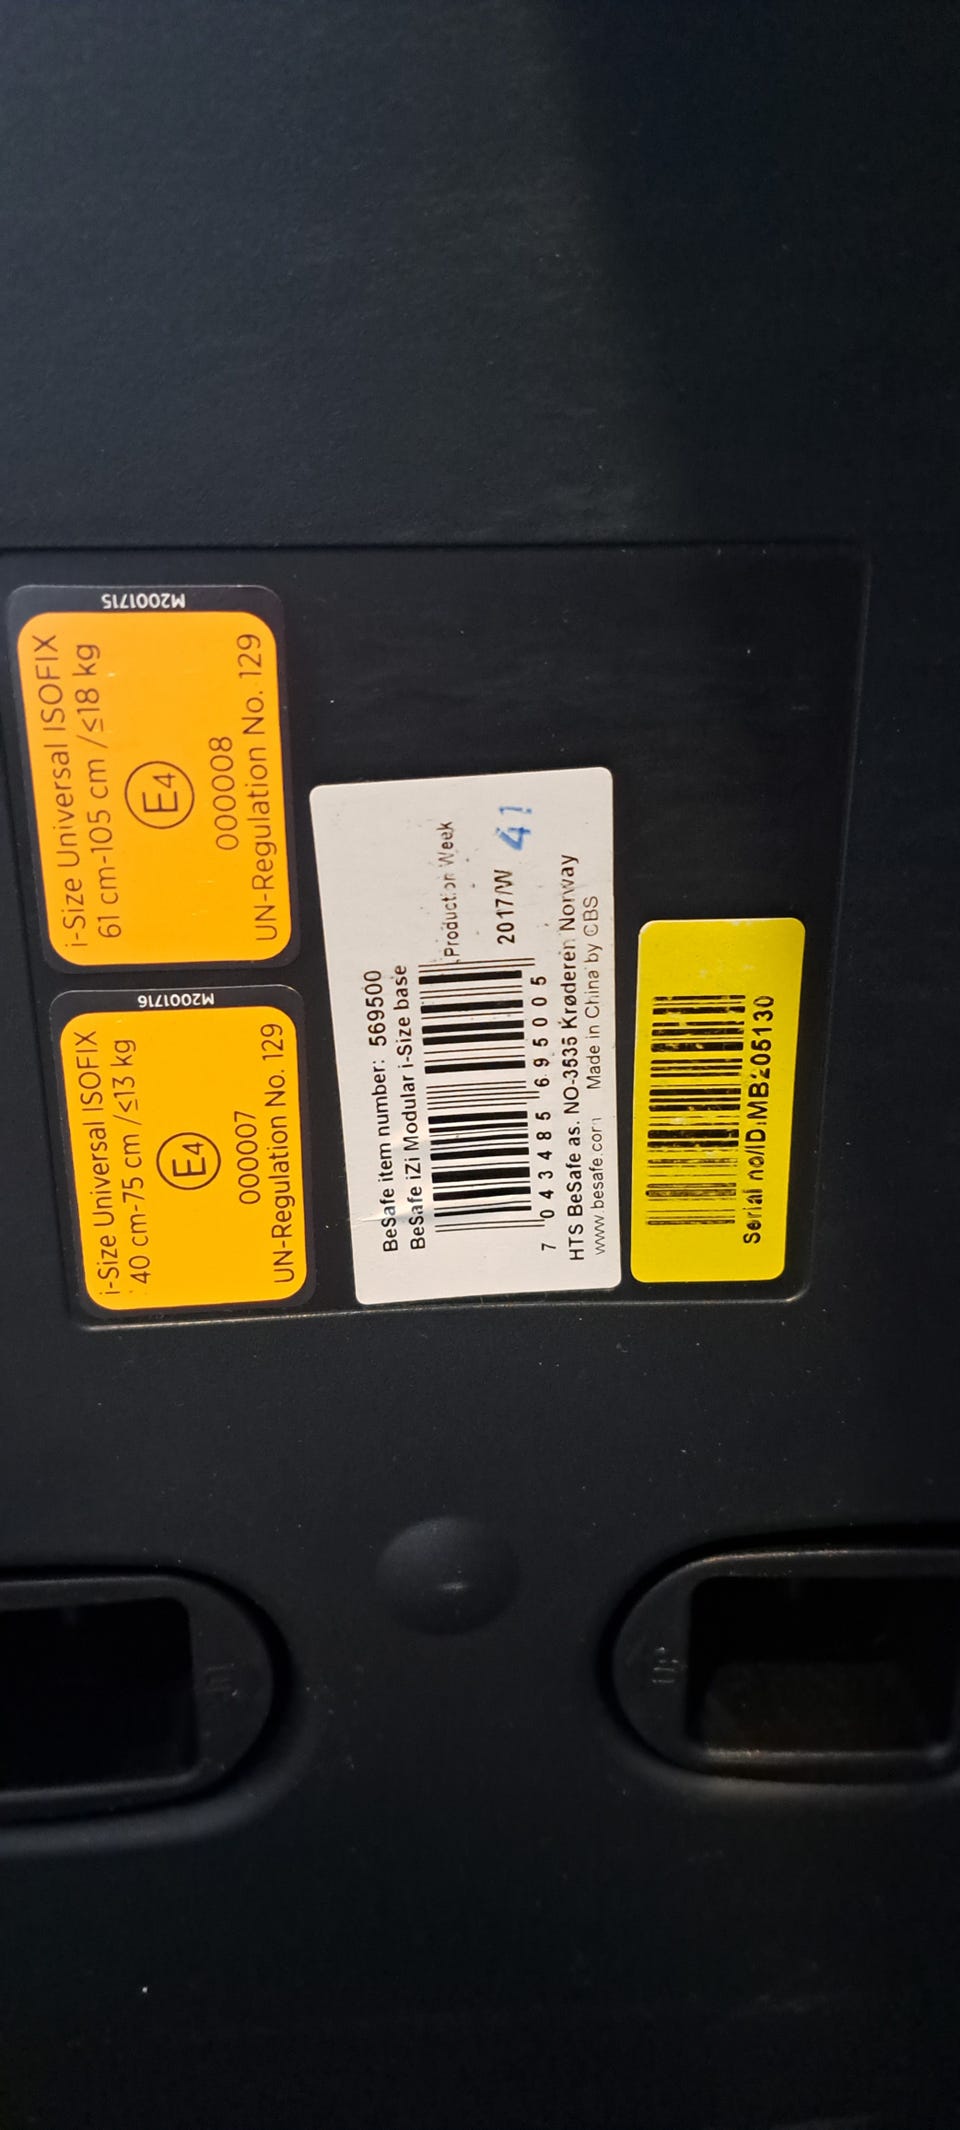 i-Size Universal ISOFIX
40 cm-75 cm /≤13 kg
E4
000007
UN-Regulation No. 129
M2001716
i-Size Universal ISOFIX
61 cm-105 cm /≤18 kg
E4
000008
UN-Regulation No. 129
M2001715
BeSafe item number: 569500
BeSafe iZi Modular i-Size base
Production Week
2017/W 41
7 043485 695005
HTS BeSafe as. NO-3535 Krøderen Norway
www.besafe.com Made in China by CBS
Serial no/ID:MB205130
UP